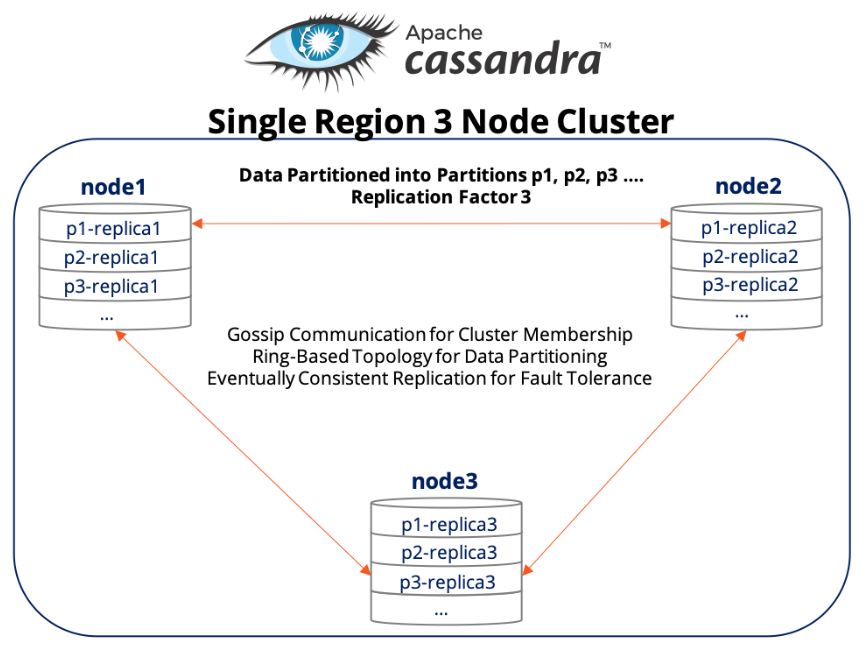 Apache
cassandra™
Single Region 3 Node Cluster
Data Partitioned into Partitions p1, p2, p3 ....
Replication Factor 3
node1
p1-replica1
p2-replica1
p3-replica1
...
node2
p1-replica2
p2-replica2
p3-replica2
...
Gossip Communication for Cluster Membership
Ring-Based Topology for Data Partitioning
Eventually Consistent Replication for Fault Tolerance
node3
p1-replica3
p2-replica3
p3-replica3
...